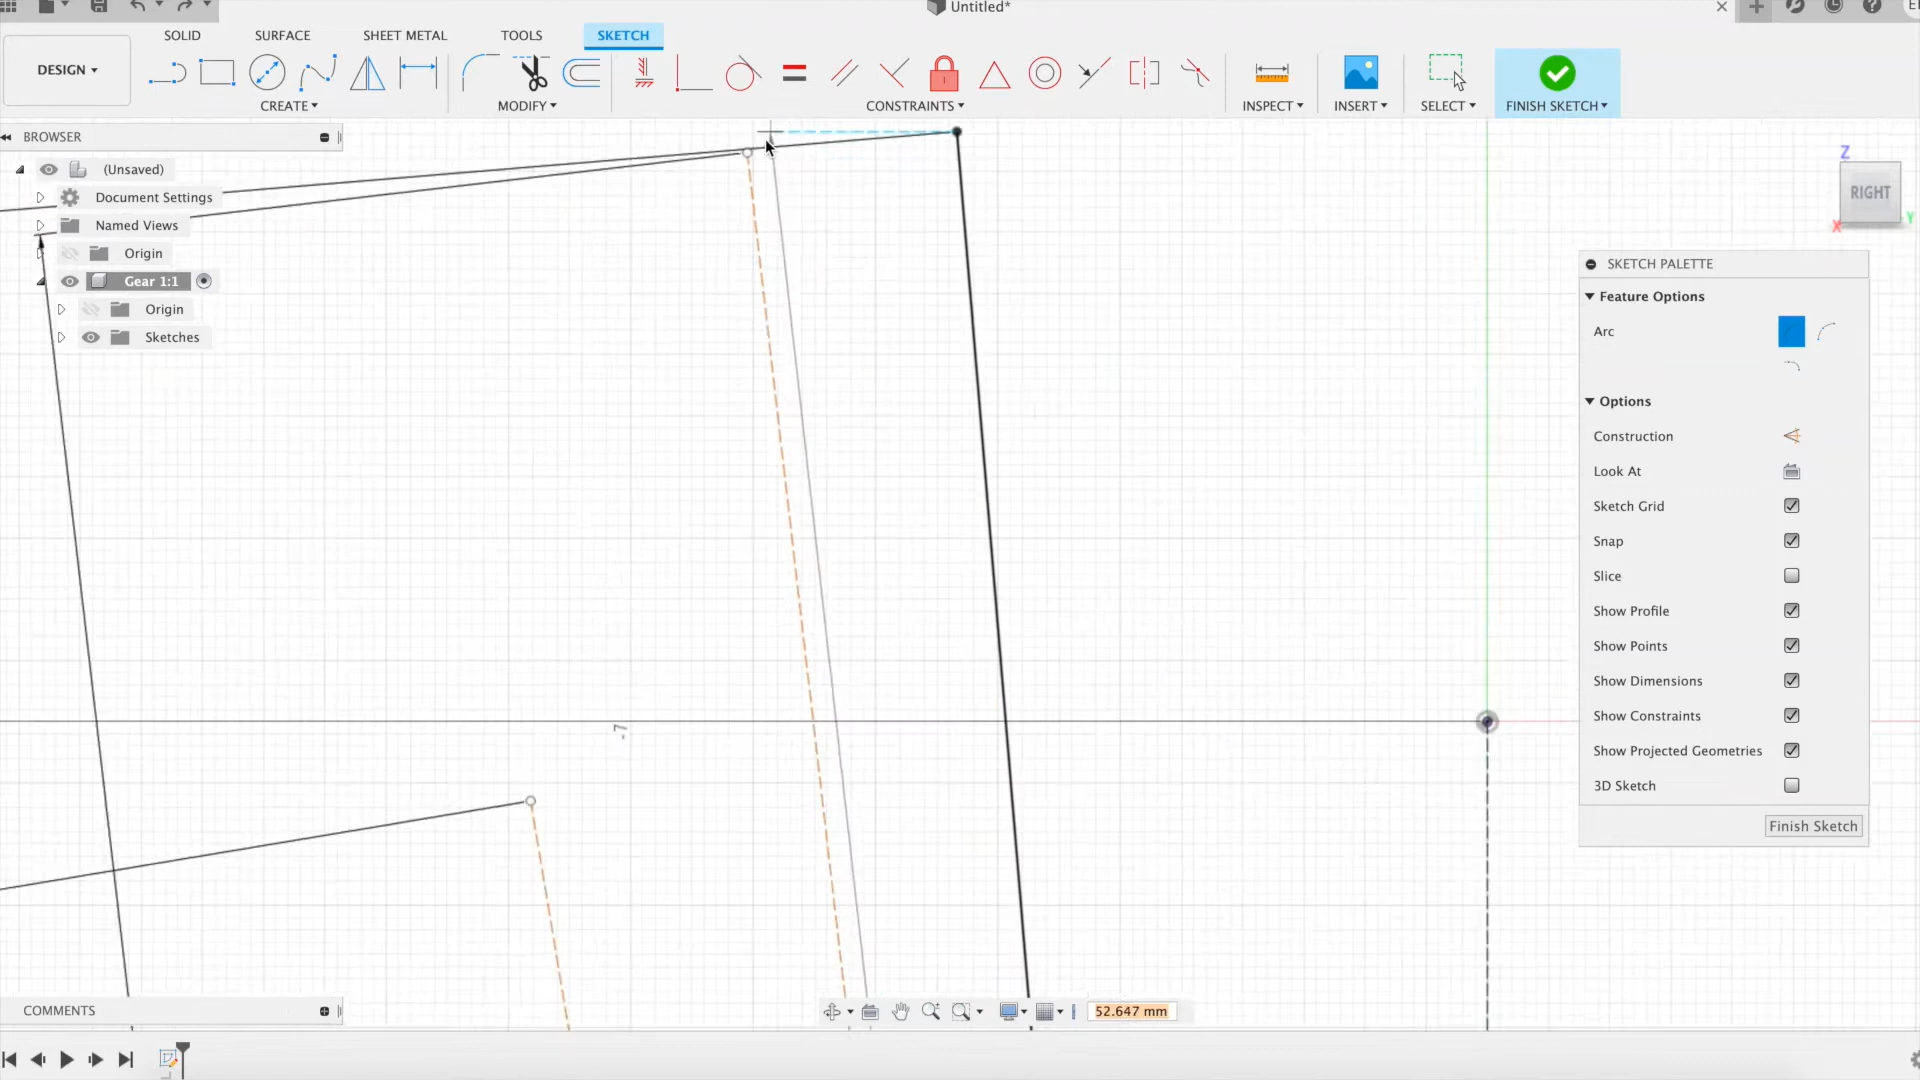 Untitled*
SOLID
SURFACE
SHEET METAL
TOOLS
SKETCH
DESIGN
CREATE
MODIFY
CONSTRAINTS
INSPECT
INSERT
SELECT
FINISH SKETCH
BROWSER
(Unsaved)
Document Settings
Named Views
Origin
Gear 1:1
Origin
Sketches
Z
RIGHT
X
Y
SKETCH PALETTE
Feature Options
Arc
Options
Construction
Look At
Sketch Grid
Snap
Slice
Show Profile
Show Points
Show Dimensions
Show Constraints
Show Projected Geometries
3D Sketch
Finish Sketch
-7
COMMENTS
52.647 mm